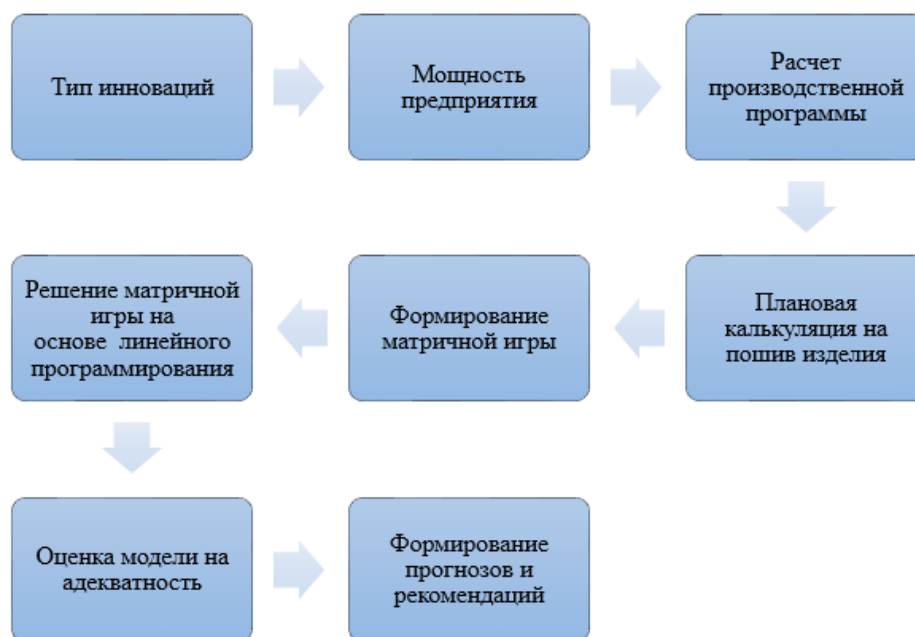 Тип инноваций
Мощность
предприятия
Расчет
производственной
программы
Плановая
калькуляция на
пошив изделия
Формирование
матричной игры
Решение матричной
игры на
основе линейного
программирования
Оценка модели на
адекватность
Формирование
прогнозов и
рекомендаций